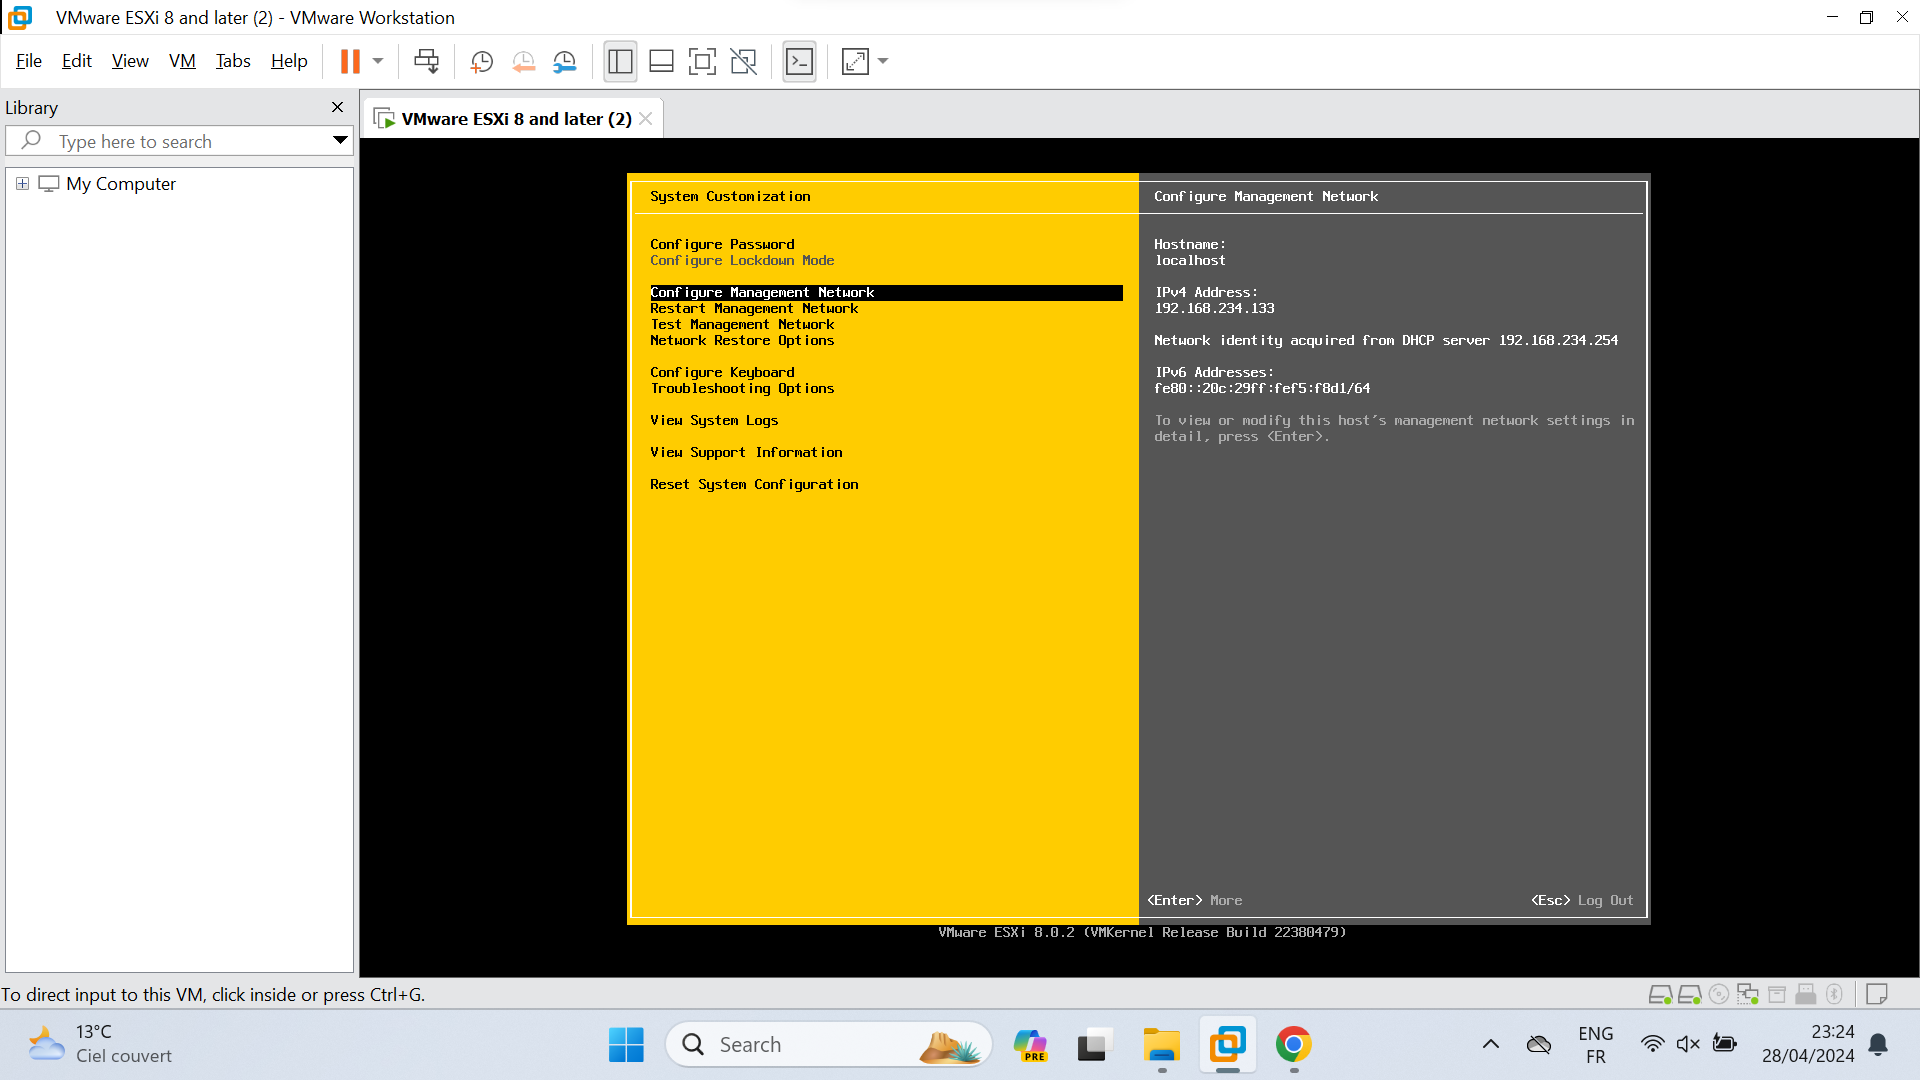 VMware ESXi 8 and later (2) - VMware Workstation
File Edit View VM Tabs Help
Library
VMware ESXi 8 and later (2)
Type here to search
My Computer
System Customization
Configure Password
Configure Lockdown Mode
Configure Management Network
Restart Management Network
Test Management Network
Network Restore Options
Configure Keyboard
Troubleshooting Options
View System Logs
View Support Information
Reset System Configuration
Configure Management Network
Hostname:
localhost
IPv4 Address:
192.168.234.133
Network identity acquired from DHCP server 192.168.234.254
IPv6 Addresses:
fe80::20c:29ff:fef5:f8d1/64
To view or modify this host's management network settings in
detail, press <Enter>.
<Enter> More
<Esc> Log Out
VMware ESXi 8.0.2 (VMKernel Release Build 22380479)
To direct input to this VM, click inside or press Ctrl+G.
13°C
Ciel couvert
Search
PRE
ENG
FR
23:24
28/04/2024